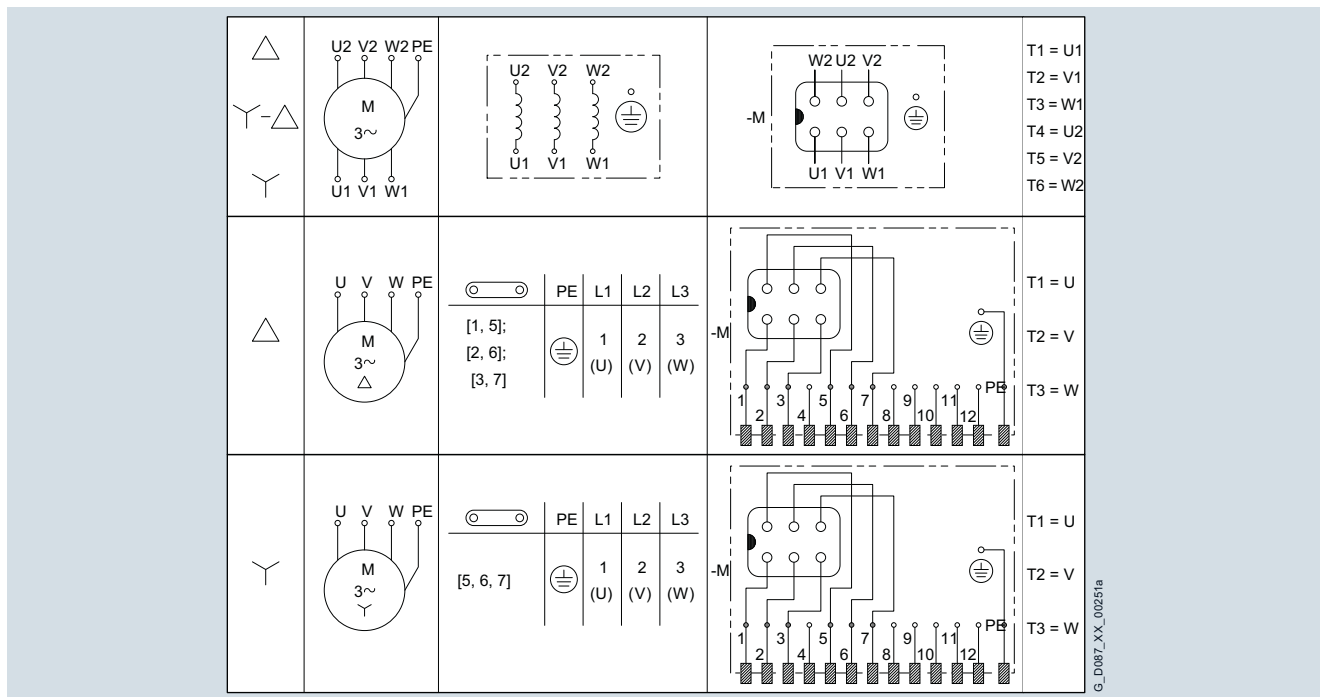 U2 V2 W2 PE
M
3~
U1 V1 W1
U2 V2 W2
U1 V1 W1
W2 U2 V2
-M
U1 V1 W1
T1 = U1
T2 = V1
T3 = W1
T4 = U2
T5 = V2
T6 = W2
U V W PE
M
3~
PE L1 L2 L3
[1, 5]; 1 2 3
[2, 6]; (U) (V) (W)
[3, 7]
-M
PE
1 3 5 7 9 11
2 4 6 8 10 12
T1 = U
T2 = V
T3 = W
U V W PE
M
3~
PE L1 L2 L3
[5, 6, 7] 1 2 3
(U) (V) (W)
-M
PE
1 3 5 7 9 11
2 4 6 8 10 12
T1 = U
T2 = V
T3 = W
G_D087_XX_00251a